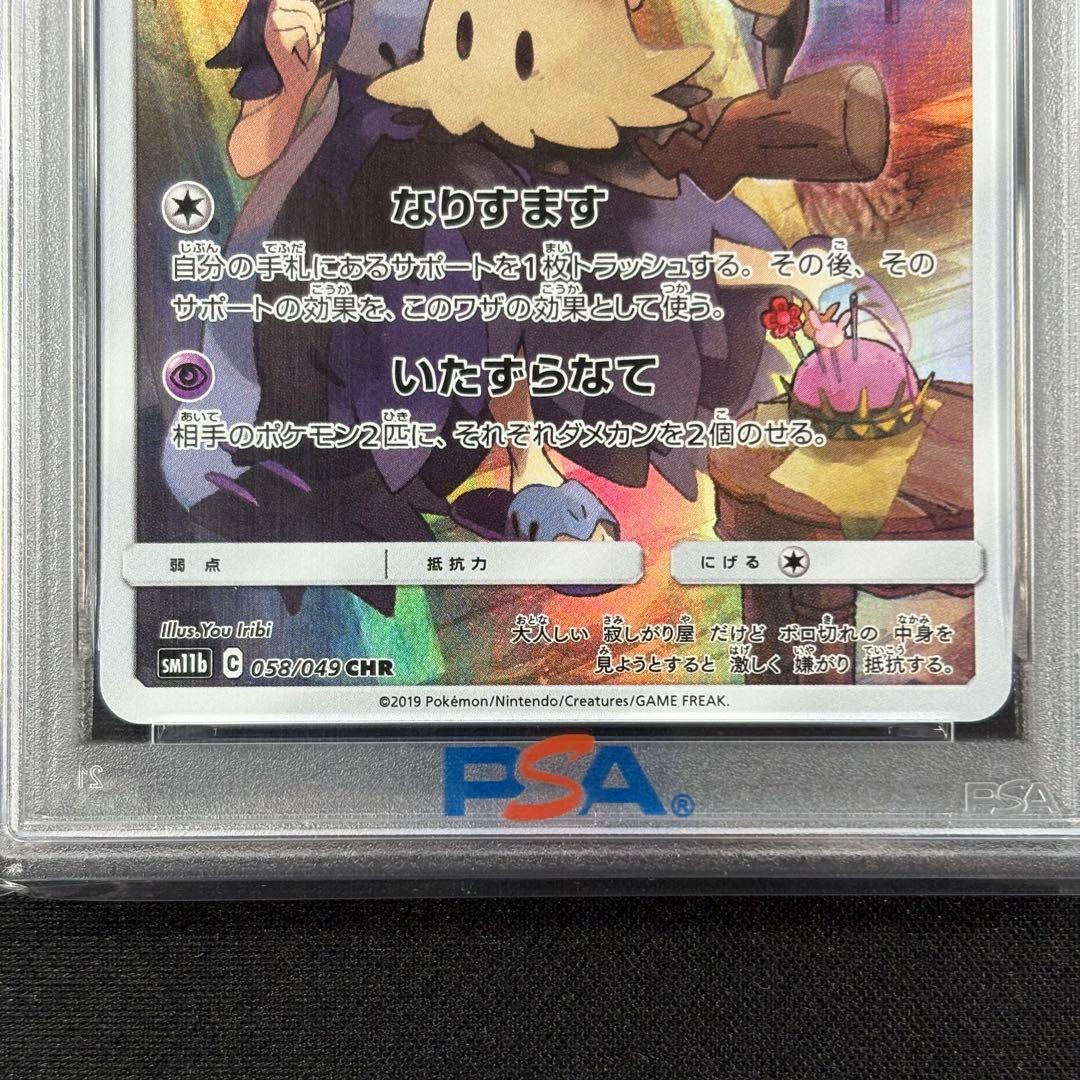 なりすます
自分の手札にあるサポートを1枚トラッシュする。その後、その
サポートの効果を、このワザの効果として使う。
いたずらなて
相手のポケモン2匹に、それぞれダメカンを2個のせる。
弱点 抵抗力 にげる
Illus. You Iribi
大人しい 寂しがり屋 だけど ボロ切れの 中身を
SM11b C 058/049 CHR
見ようとすると 激しく 嫌がり 抵抗する。
©2019 Pokémon/Nintendo/Creatures/GAME FREAK.
PSA®
21
PSA